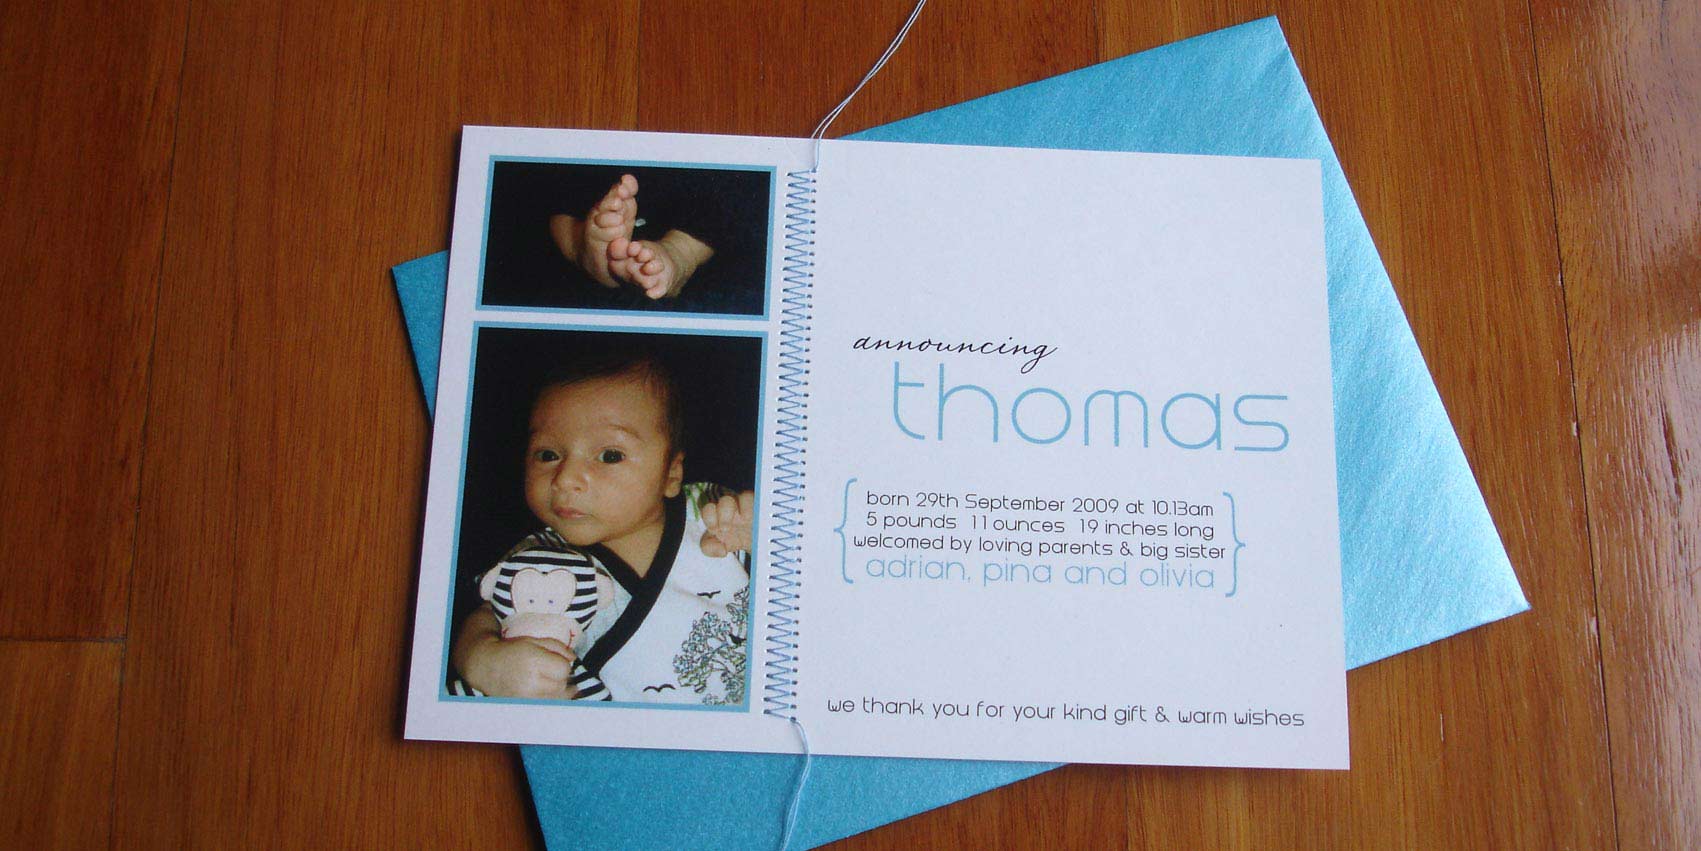 announcing
thomas
born 29th September 2009 at 10.13am
5 pounds 11 ounces 19 inches long
welcomed by loving parents & big sister
adrian, pina and olivia
we thank you for your kind gift & warm wishes